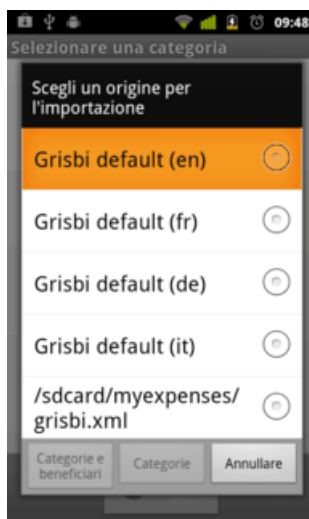 09:48
Selezionare una categoria
Scegli un origine per
l'importazione
Grisbi default (en)
Grisbi default (fr)
Grisbi default (de)
Grisbi default (it)
/sdcard/myexpenses/
grisbi.xml
Categorie e
beneficiari
Categorie
Annullare